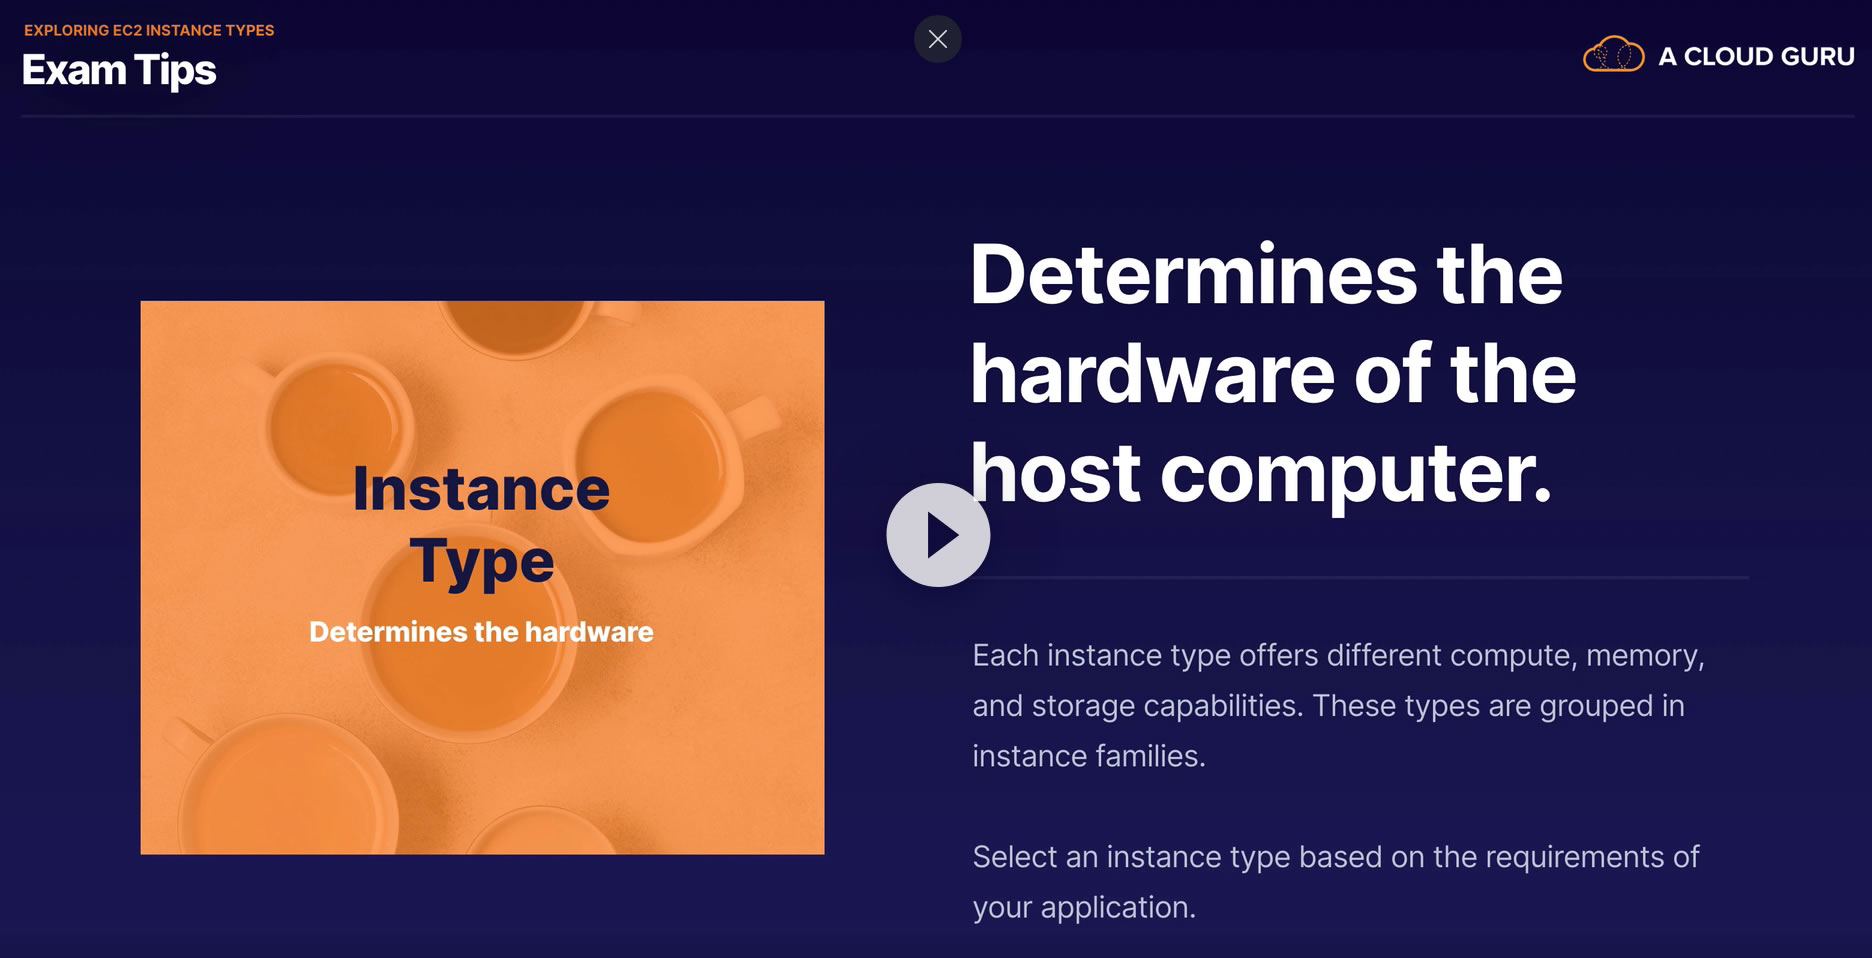 EXPLORING EC2 INSTANCE TYPES
Exam Tips
A CLOUD GURU
Instance
Type
Determines the hardware
Determines the
hardware of the
host computer.
Each instance type offers different compute, memory,
and storage capabilities. These types are grouped in
instance families.
Select an instance type based on the requirements of
your application.